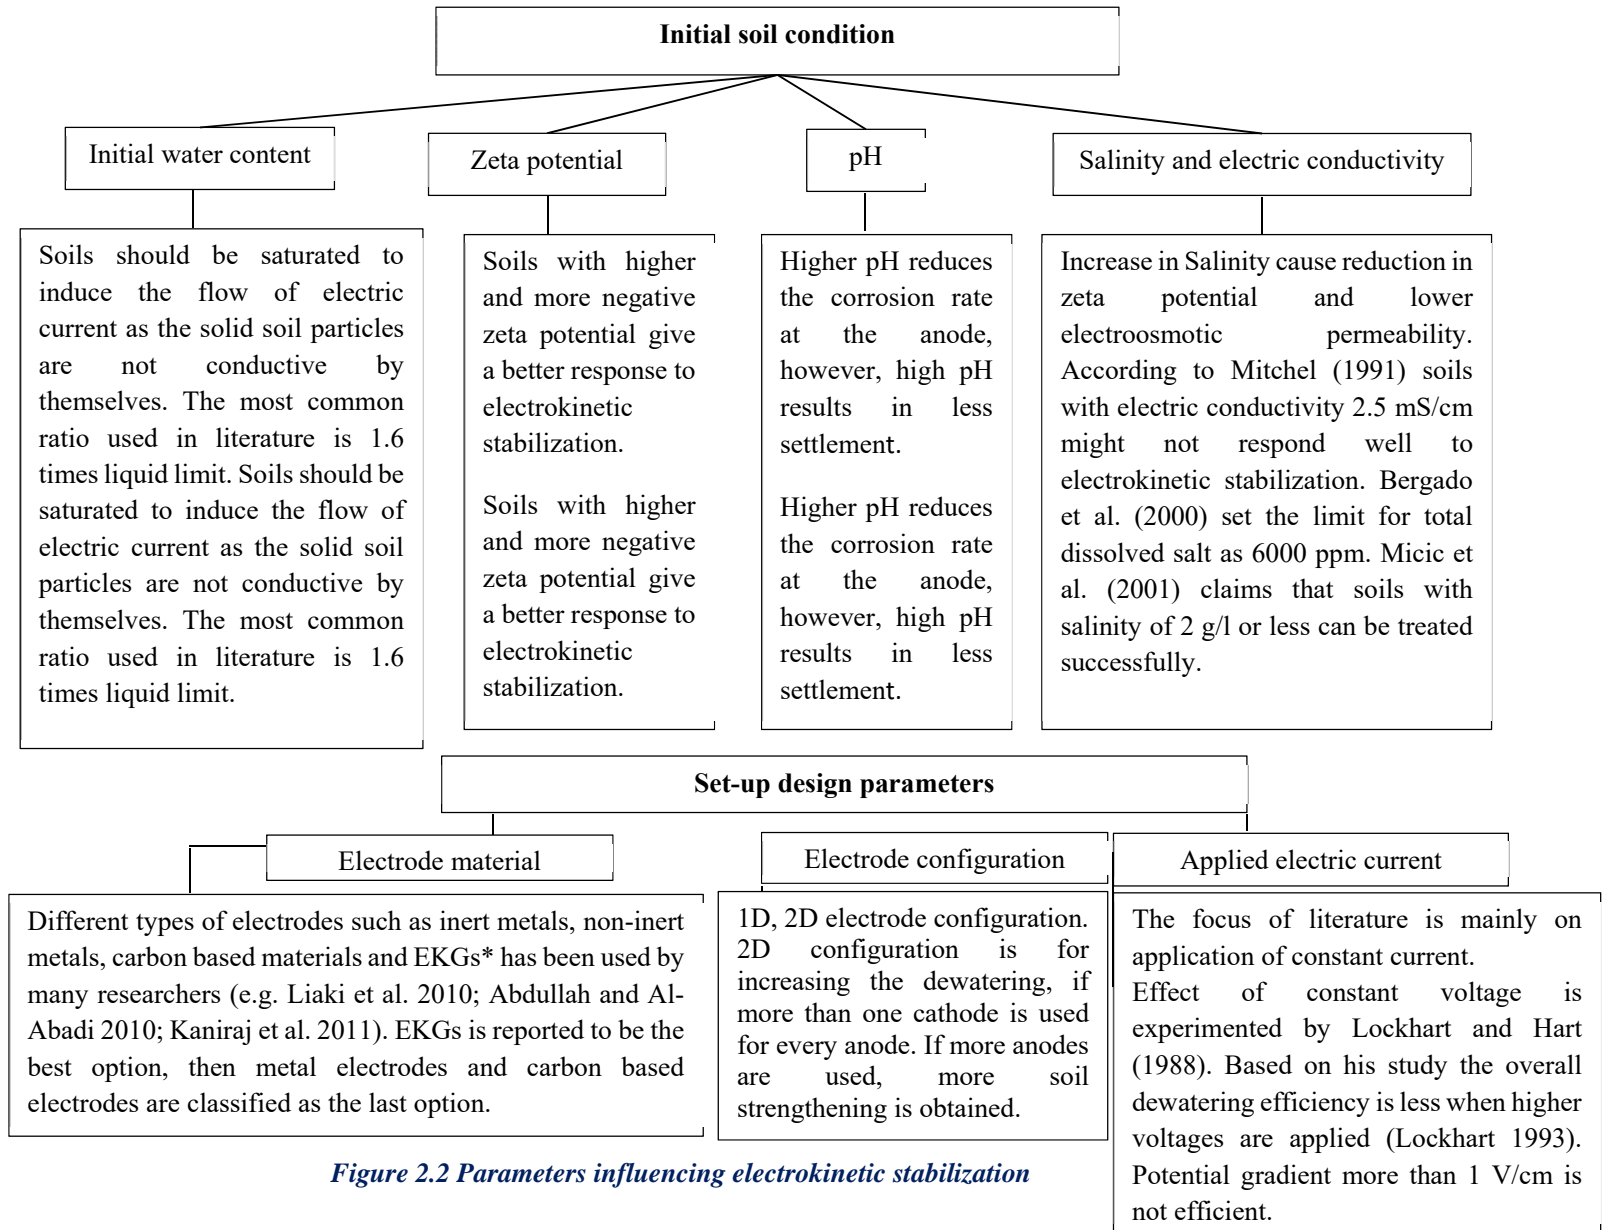 Initial soil condition
Initial water content
Zeta potential
pH
Salinity and electric conductivity
Soils should be saturated to
induce the flow of electric
current as the solid soil particles
are not conductive by
themselves. The most common
ratio used in literature is 1.6
times liquid limit. Soils should be
saturated to induce the flow of
electric current as the solid soil
particles are not conductive by
themselves. The most common
ratio used in literature is 1.6
times liquid limit.
Soils with higher
and more negative
zeta potential give
a better response to
electrokinetic
stabilization.
Soils with higher
and more negative
zeta potential give
a better response to
electrokinetic
stabilization.
Higher pH reduces
the corrosion rate
at the anode,
however, high pH
results in less
settlement.
Higher pH reduces
the corrosion rate
at the anode,
however, high pH
results in less
settlement.
Increase in Salinity cause reduction in
zeta potential and lower
electroosmotic permeability.
According to Mitchel (1991) soils
with electric conductivity 2.5 mS/cm
might not respond well to
electrokinetic stabilization. Bergado
et al. (2000) set the limit for total
dissolved salt as 6000 ppm. Micic et
al. (2001) claims that soils with
salinity of 2 g/l or less can be treated
successfully.
Set-up design parameters
Electrode material
Electrode configuration
Applied electric current
Different types of electrodes such as inert metals, non-inert
metals, carbon based materials and EKGs* has been used by
many researchers (e.g. Liaki et al. 2010; Abdullah and Al-
Abadi 2010; Kaniraj et al. 2011). EKGs is reported to be the
best option, then metal electrodes and carbon based
electrodes are classified as the last option.
1D, 2D electrode configuration.
2D configuration is for
increasing the dewatering, if
more than one cathode is used
for every anode. If more anodes
are used, more soil
strengthening is obtained.
The focus of literature is mainly on
application of constant current.
Effect of constant voltage is
experimented by Lockhart and Hart
(1988). Based on his study the overall
dewatering efficiency is less when higher
voltages are applied (Lockhart 1993).
Potential gradient more than 1 V/cm is
not efficient.
Figure 2.2 Parameters influencing electrokinetic stabilization